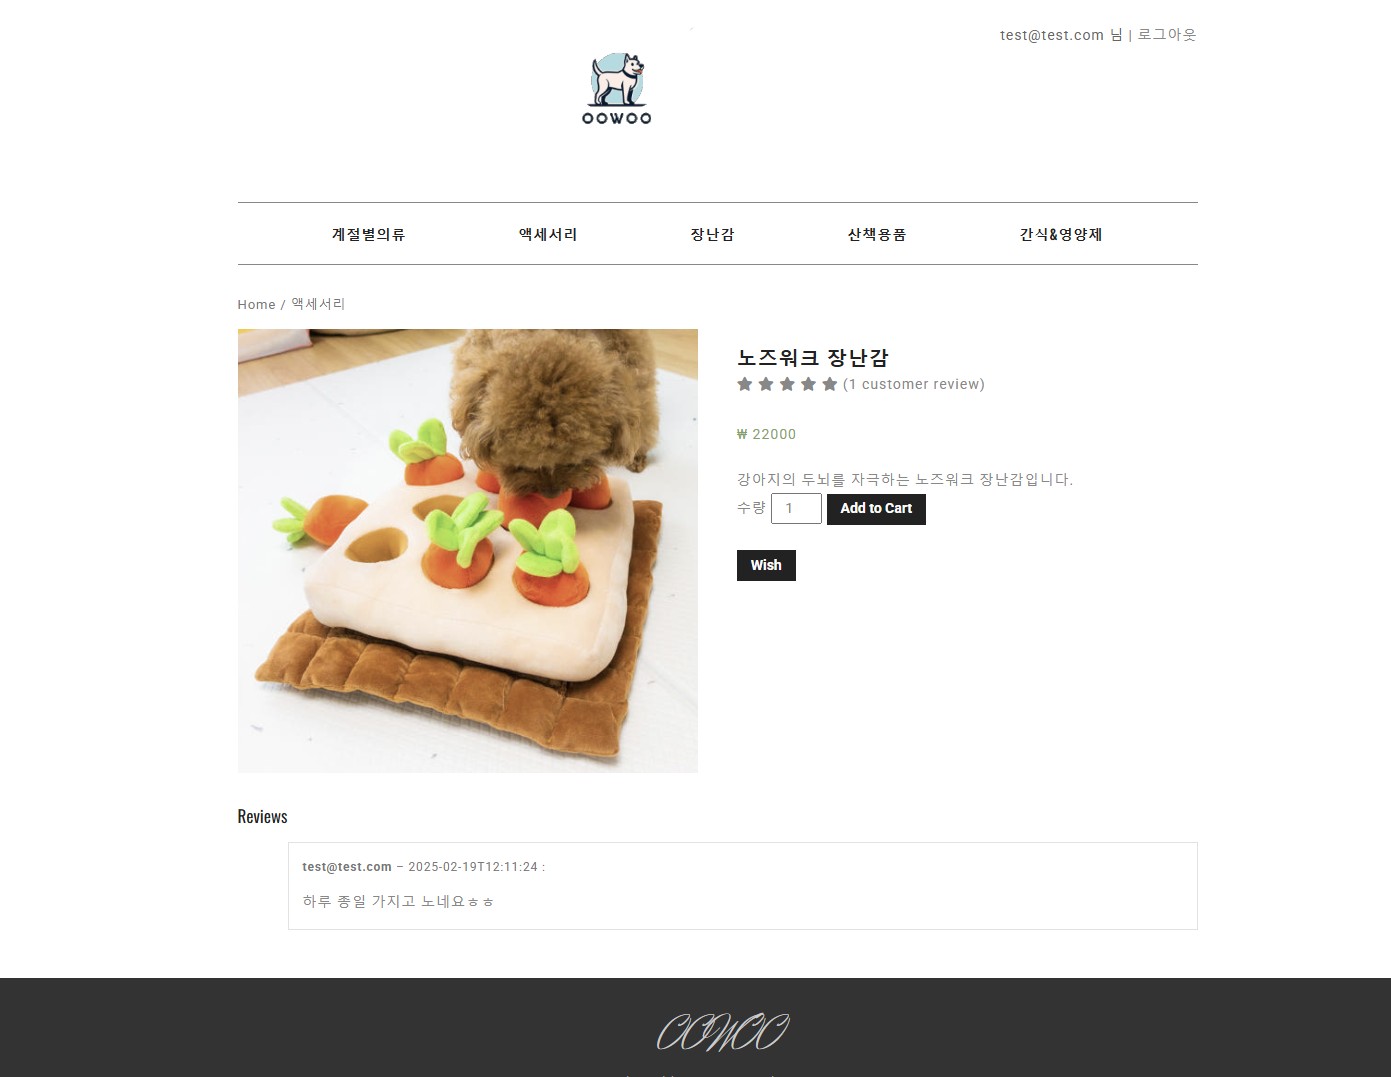 test@test.com 님 | 로그아웃
OOWOO
계절별의류 액세서리 장난감 산책용품 간식&영양제
Home / 액세서리
노즈워크 장난감
(1 customer review)
₩ 22000
강아지의 두뇌를 자극하는 노즈워크 장난감입니다.
수량 1 Add to Cart
Wish
Reviews
test@test.com – 2025-02-19T12:11:24 :
하루 종일 가지고 노네요ㅎㅎ
OOWOO